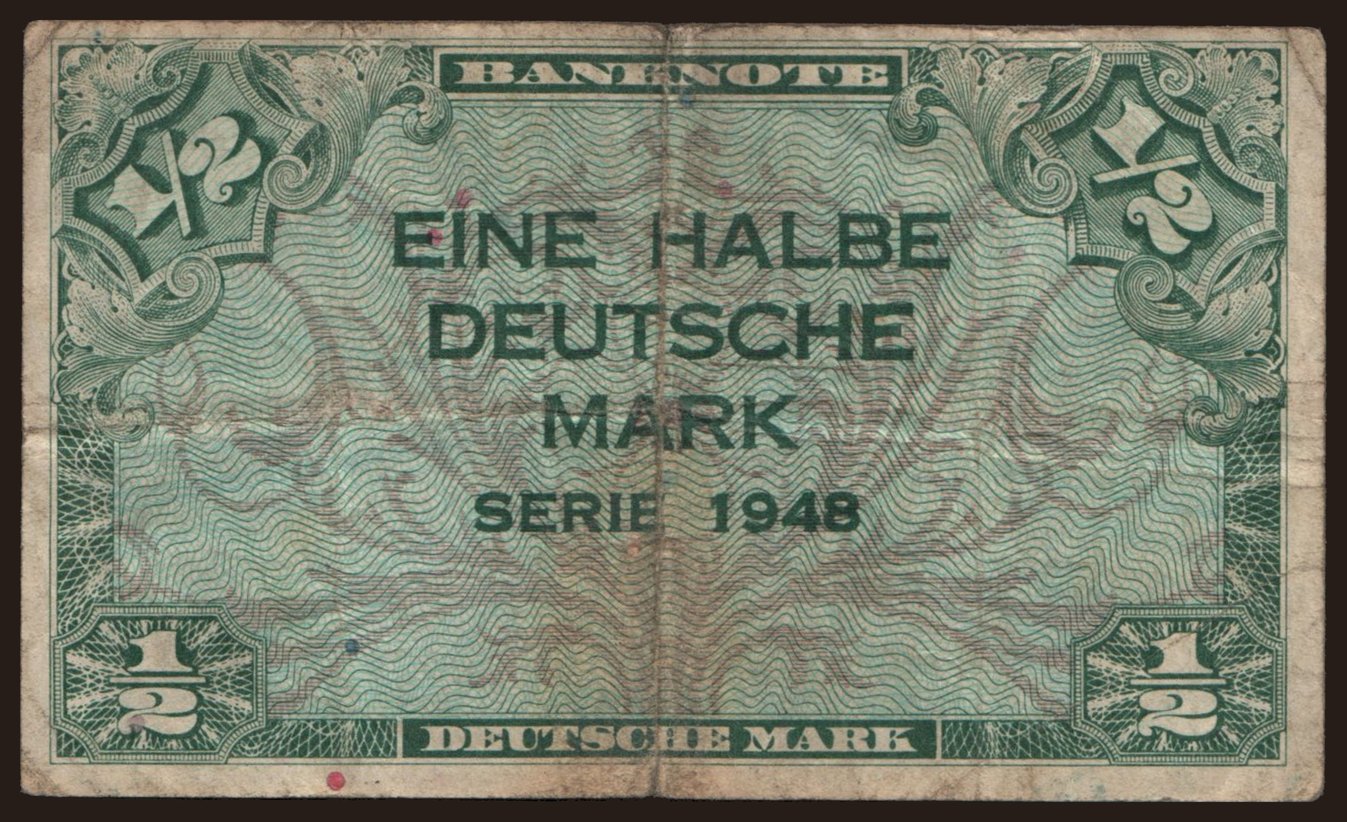 BANKNOTE
1/2
1/2
EINE HALBE
DEUTSCHE
MARK
SERIE 1948
1/2
1/2
DEUTSCHE MARK